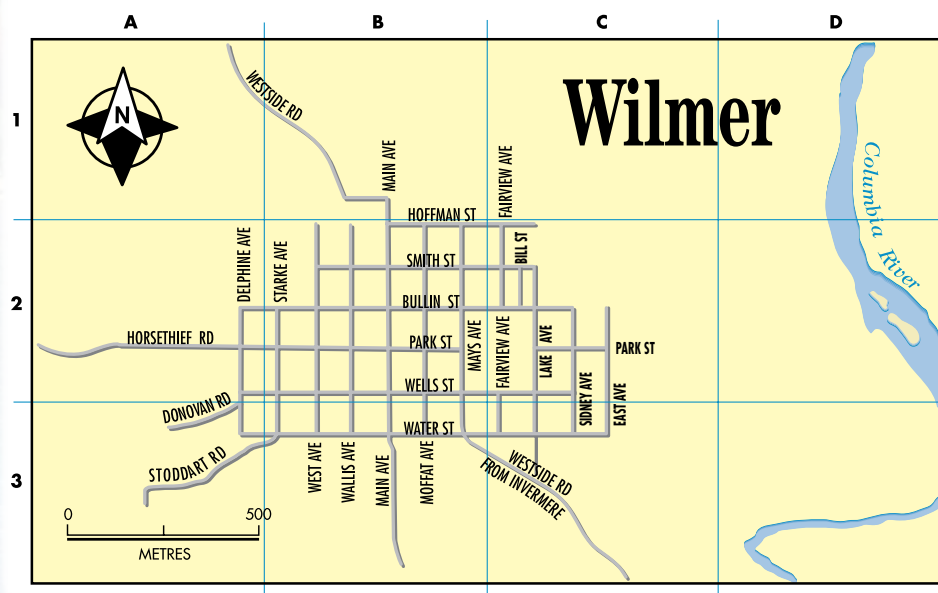 A B C D
1
2
3
N
Wilmer
WESTSIDE RD
MAIN AVE
FAIRVIEW AVE
Columbia River
HOFFMAN ST
DELPHINE AVE
STARKE AVE
SMITH ST
BILL ST
BULLIN ST
HORSETHIEF RD
PARK ST
MAYS AVE
FAIRVIEW AVE
LAKE AVE
PARK ST
WELLS ST
SIDNEY AVE
EAST AVE
DONOVAN RD
WATER ST
STODDART RD
WEST AVE
WALLIS AVE
MAIN AVE
MOFFAT AVE
WESTSIDE RD
FROM INVERMERE
0 500
METRES